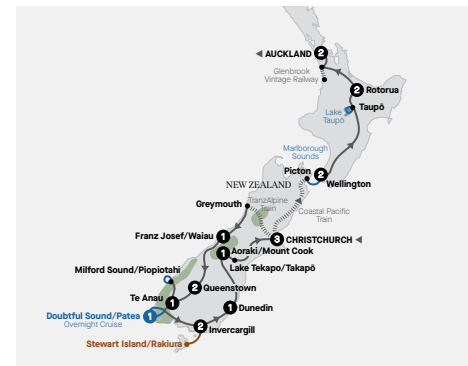 ◀ AUCKLAND 2
Glenbrook
Vintage Railway
2 Rotorua
Taupō
Lake
Taupō
Marlborough
Sounds
Picton
2
Wellington
NEW ZEALAND
Greymouth
TranzAlpine
Train
Coastal Pacific
Train
Franz Josef/Waiau 1
3 CHRISTCHURCH ◀
1 Aoraki/Mount Cook
Lake Tekapo/Takapō
Milford Sound/Piopiotahi
2 Queenstown
Te Anau 1
1 Dunedin
Doubtful Sound/Patea 1
Overnight Cruise
2 Invercargill
Stewart Island/Rakiura